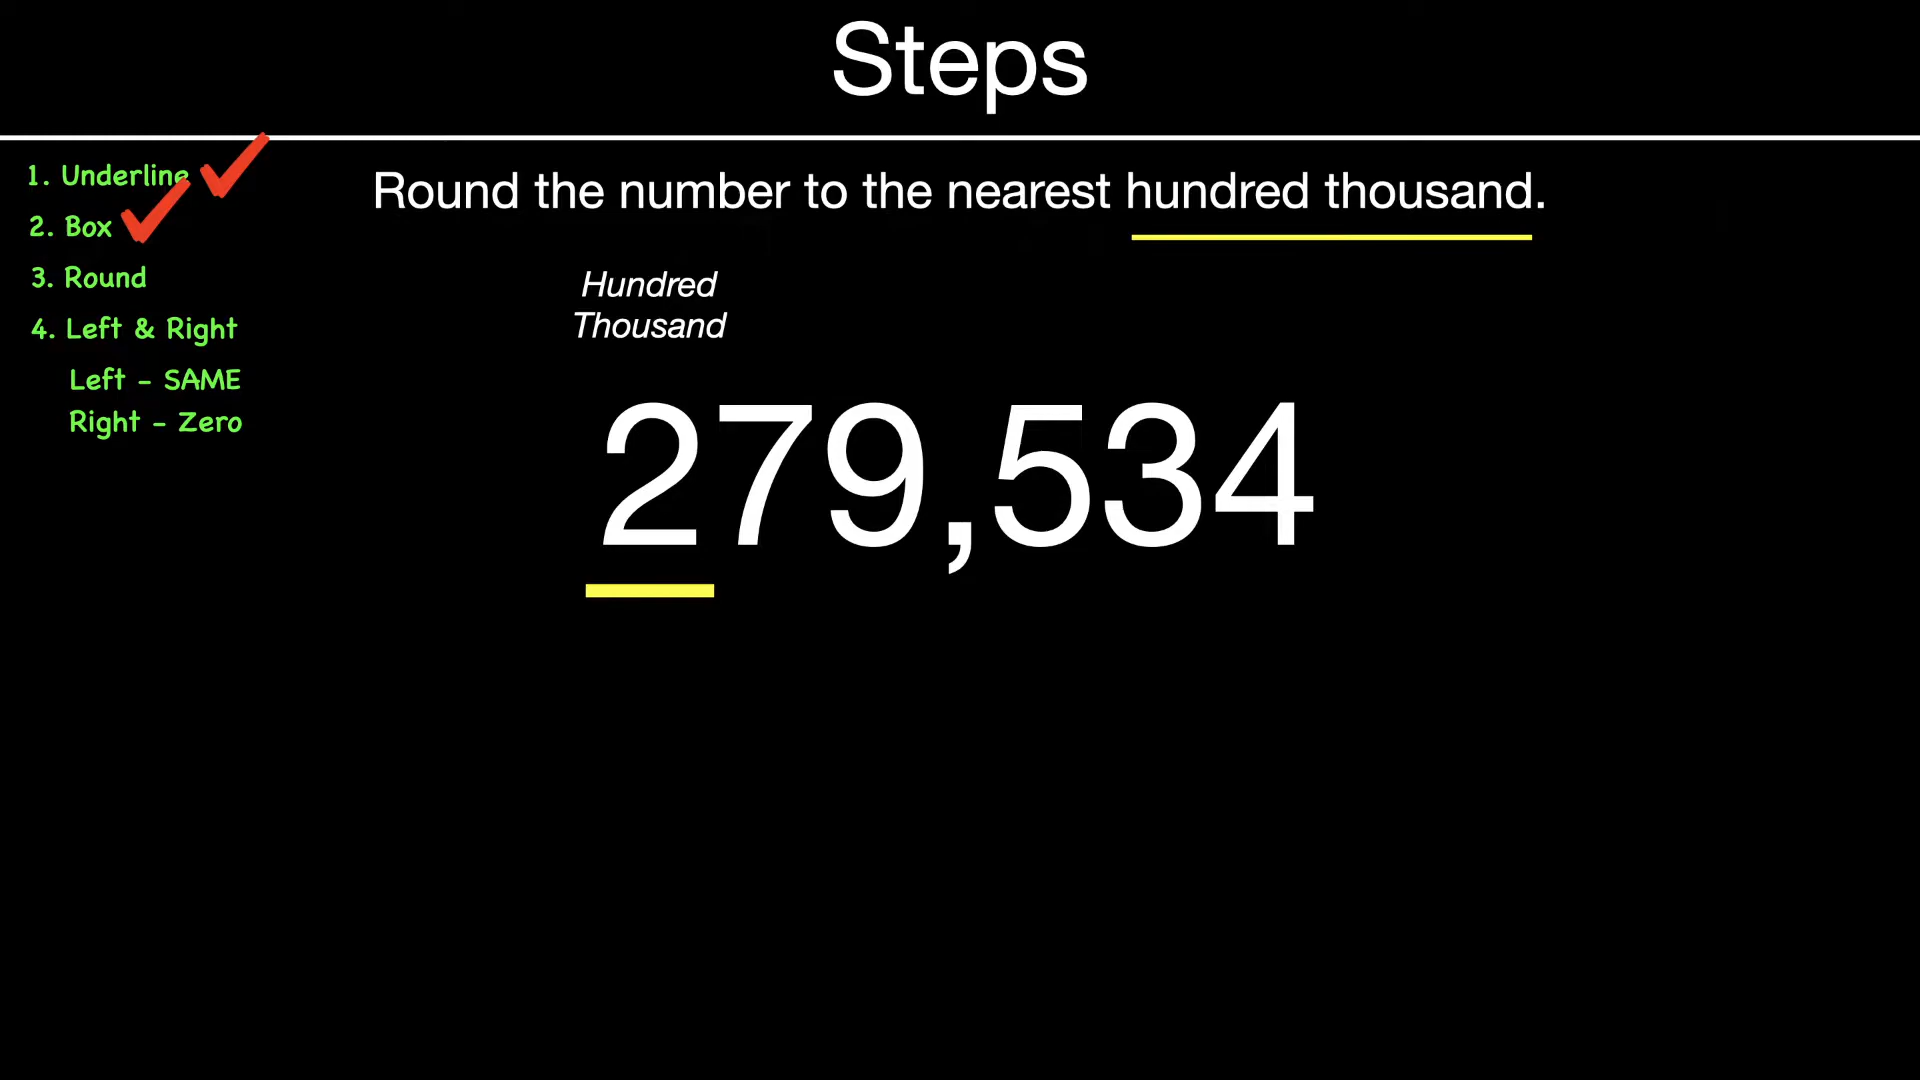 Steps
1. Underline
2. Box
3. Round
4. Left & Right
Left - SAME
Right - Zero
Round the number to the nearest hundred thousand.
Hundred
Thousand
279,534